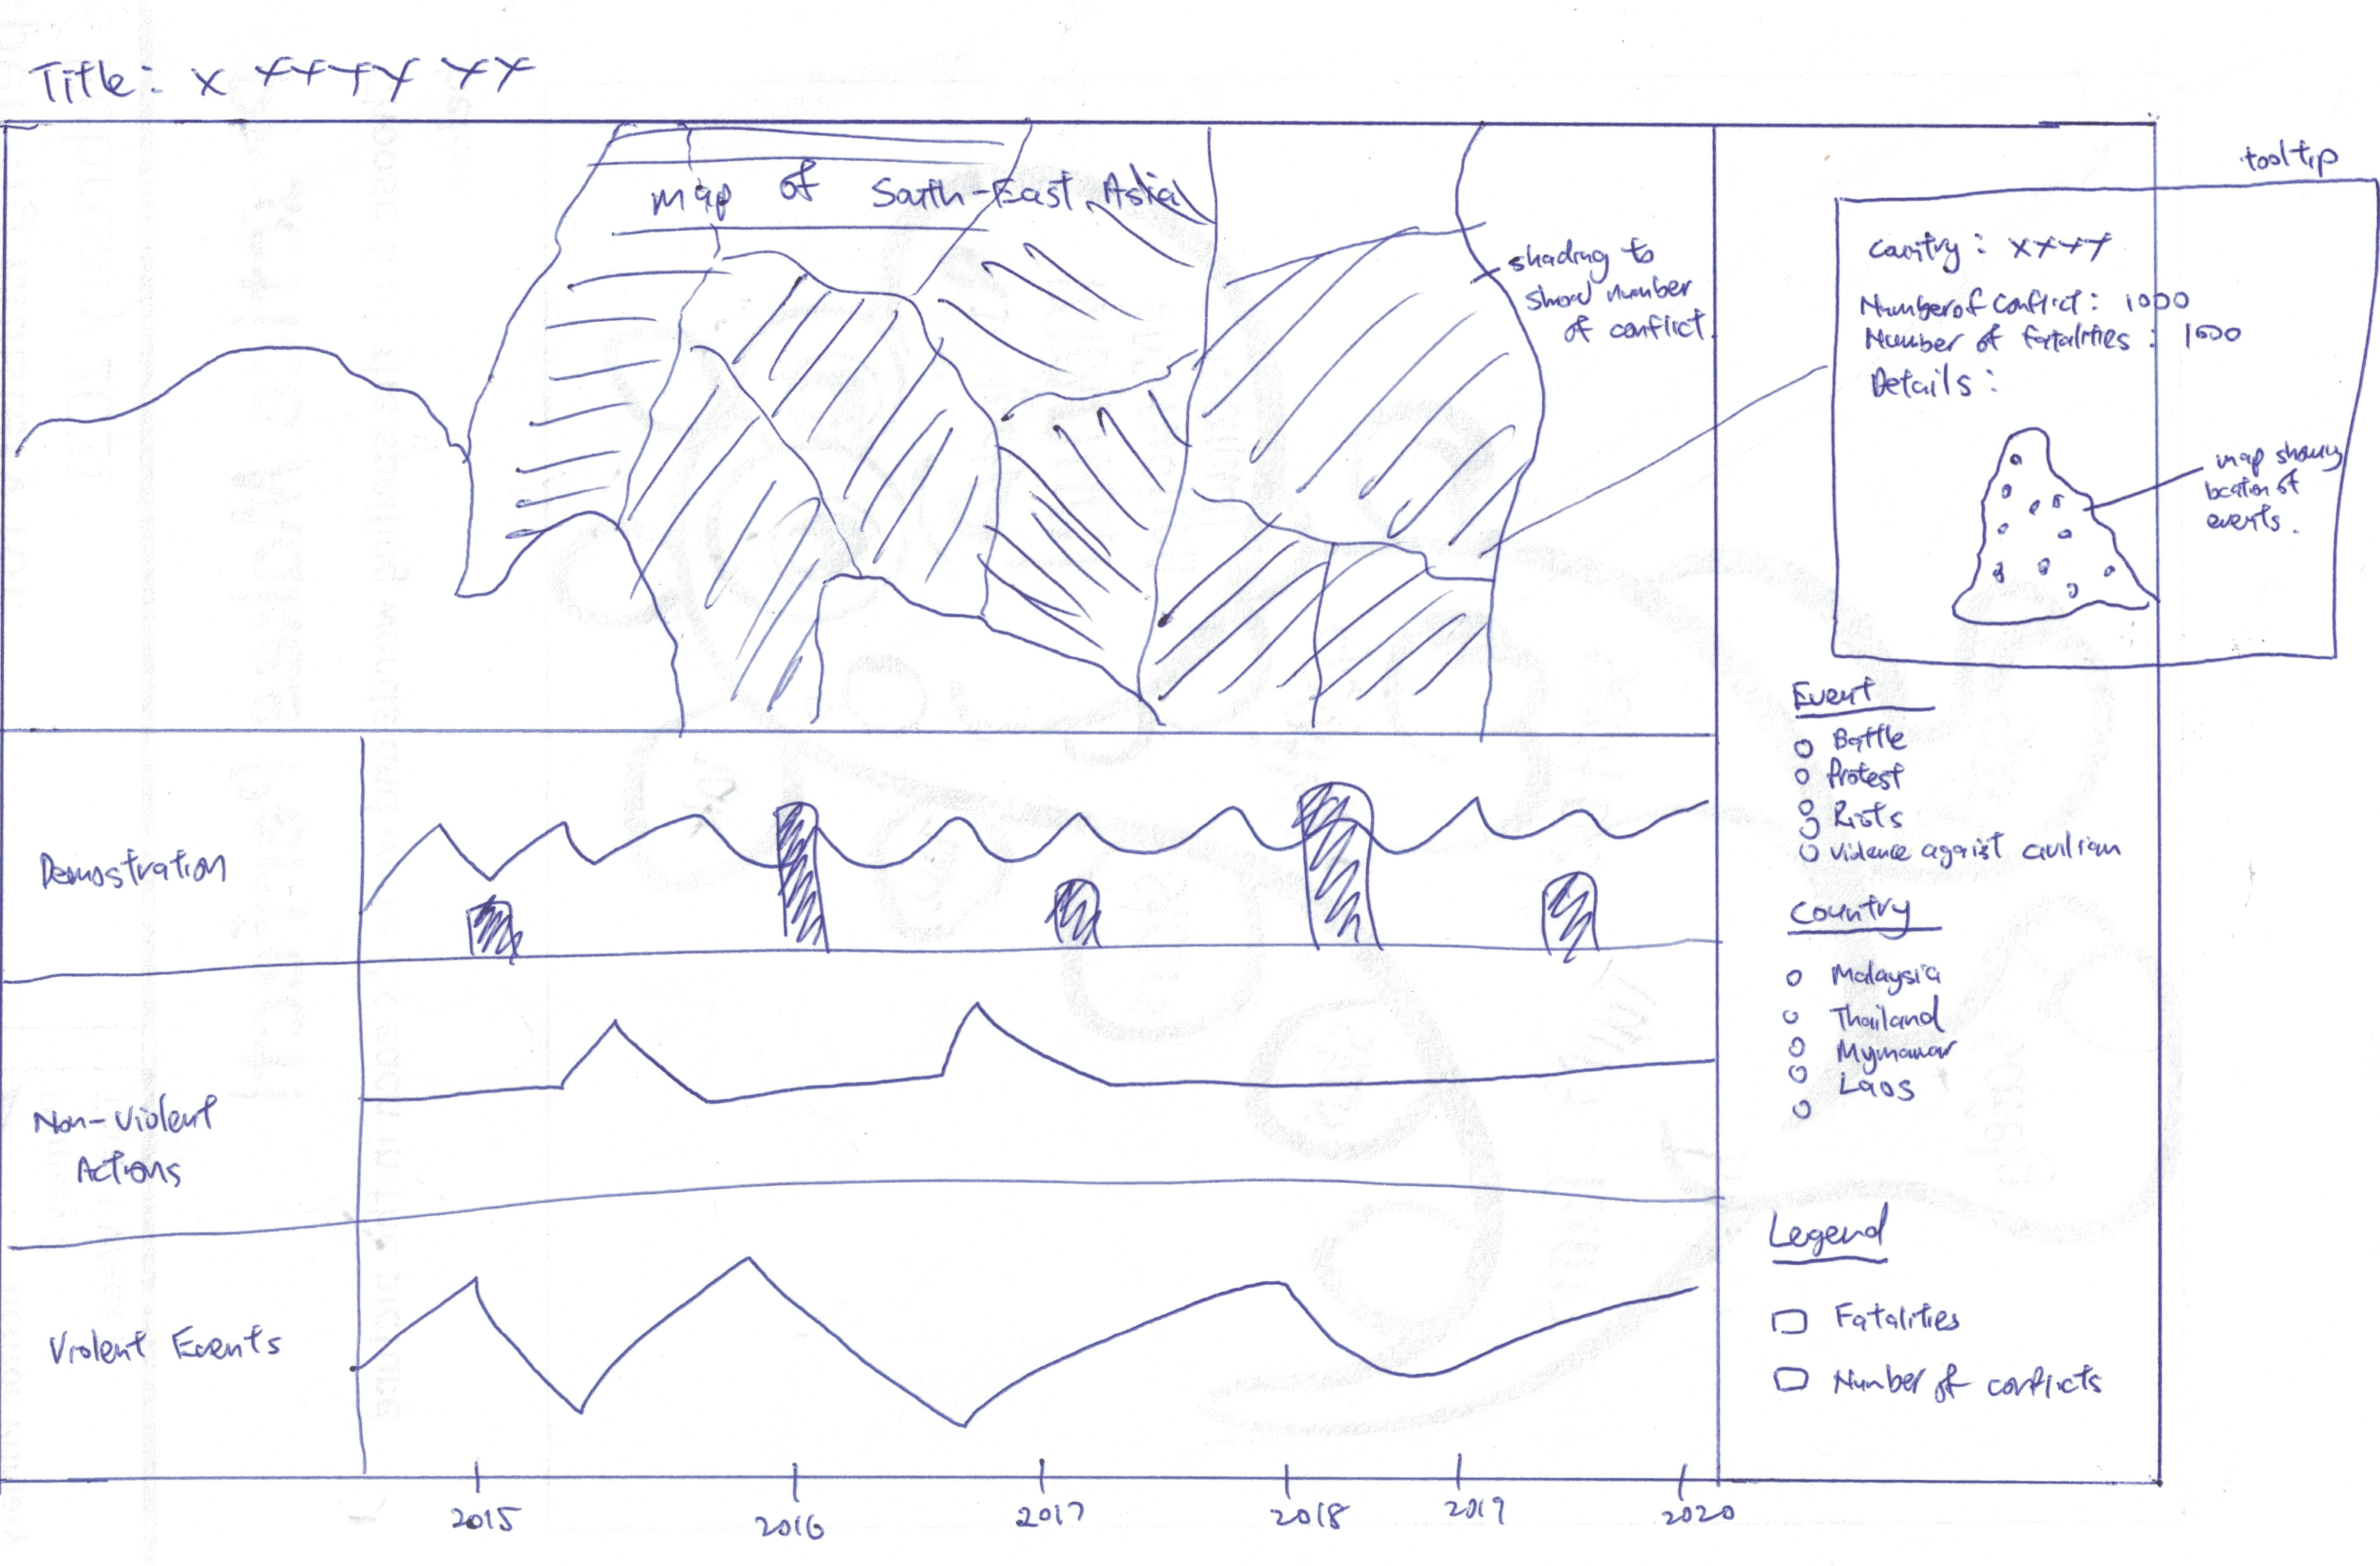 Title: x xxxx xx
Map of South-East Asia
shading to
show number
of conflict
tooltip
Country: xxxx
Number of conflict: 1000
Number of fatalities: 1500
Details:
map showing
location of
events.
Event
Battle
Protest
Riots
Violence against civilian
Country
Malaysia
Thailand
Mymanar
Laos
Legend
Fatalities
Number of conflicts
Demostration
Non-Violent
Actions
Violent Events
2015 2016 2017 2018 2019 2020